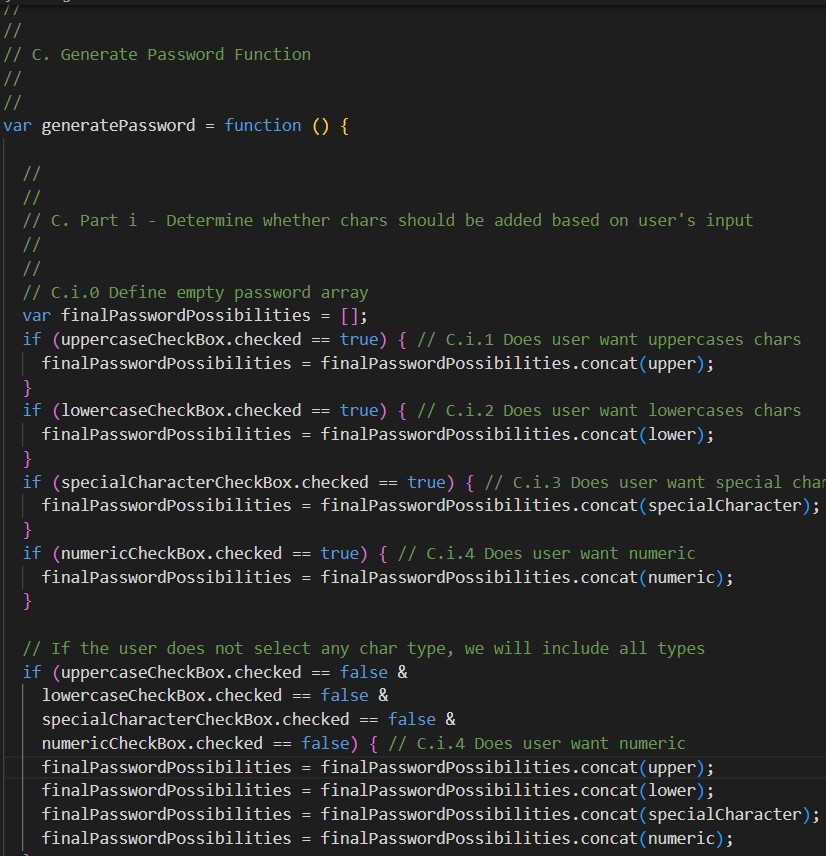 //
//
// C. Generate Password Function
//
//
var generatePassword = function () {
//
//
// C. Part i - Determine whether chars should be added based on user's input
//
//
// C.i.0 Define empty password array
var finalPasswordPossibilities = [];
if (uppercaseCheckBox.checked == true) { // C.i.1 Does user want uppercases chars
finalPasswordPossibilities = finalPasswordPossibilities.concat(upper);
}
if (lowercaseCheckBox.checked == true) { // C.i.2 Does user want lowercases chars
finalPasswordPossibilities = finalPasswordPossibilities.concat(lower);
}
if (specialCharacterCheckBox.checked == true) { // C.i.3 Does user want special char
finalPasswordPossibilities = finalPasswordPossibilities.concat(specialCharacter);
}
if (numericCheckBox.checked == true) { // C.i.4 Does user want numeric
finalPasswordPossibilities = finalPasswordPossibilities.concat(numeric);
}
// If the user does not select any char type, we will include all types
if (uppercaseCheckBox.checked == false &
lowercaseCheckBox.checked == false &
specialCharacterCheckBox.checked == false &
numericCheckBox.checked == false) { // C.i.4 Does user want numeric
finalPasswordPossibilities = finalPasswordPossibilities.concat(upper);
finalPasswordPossibilities = finalPasswordPossibilities.concat(lower);
finalPasswordPossibilities = finalPasswordPossibilities.concat(specialCharacter);
finalPasswordPossibilities = finalPasswordPossibilities.concat(numeric);